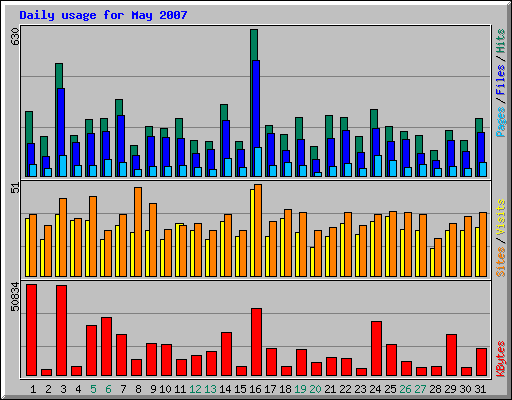 Daily usage for May 2007
630
Pages / Files / Hits
51
Sites / Visits
50834
KBytes
1 2 3 4 5 6 7 8 9 10 11 12 13 14 15 16 17 18 19 20 21 22 23 24 25 26 27 28 29 30 31